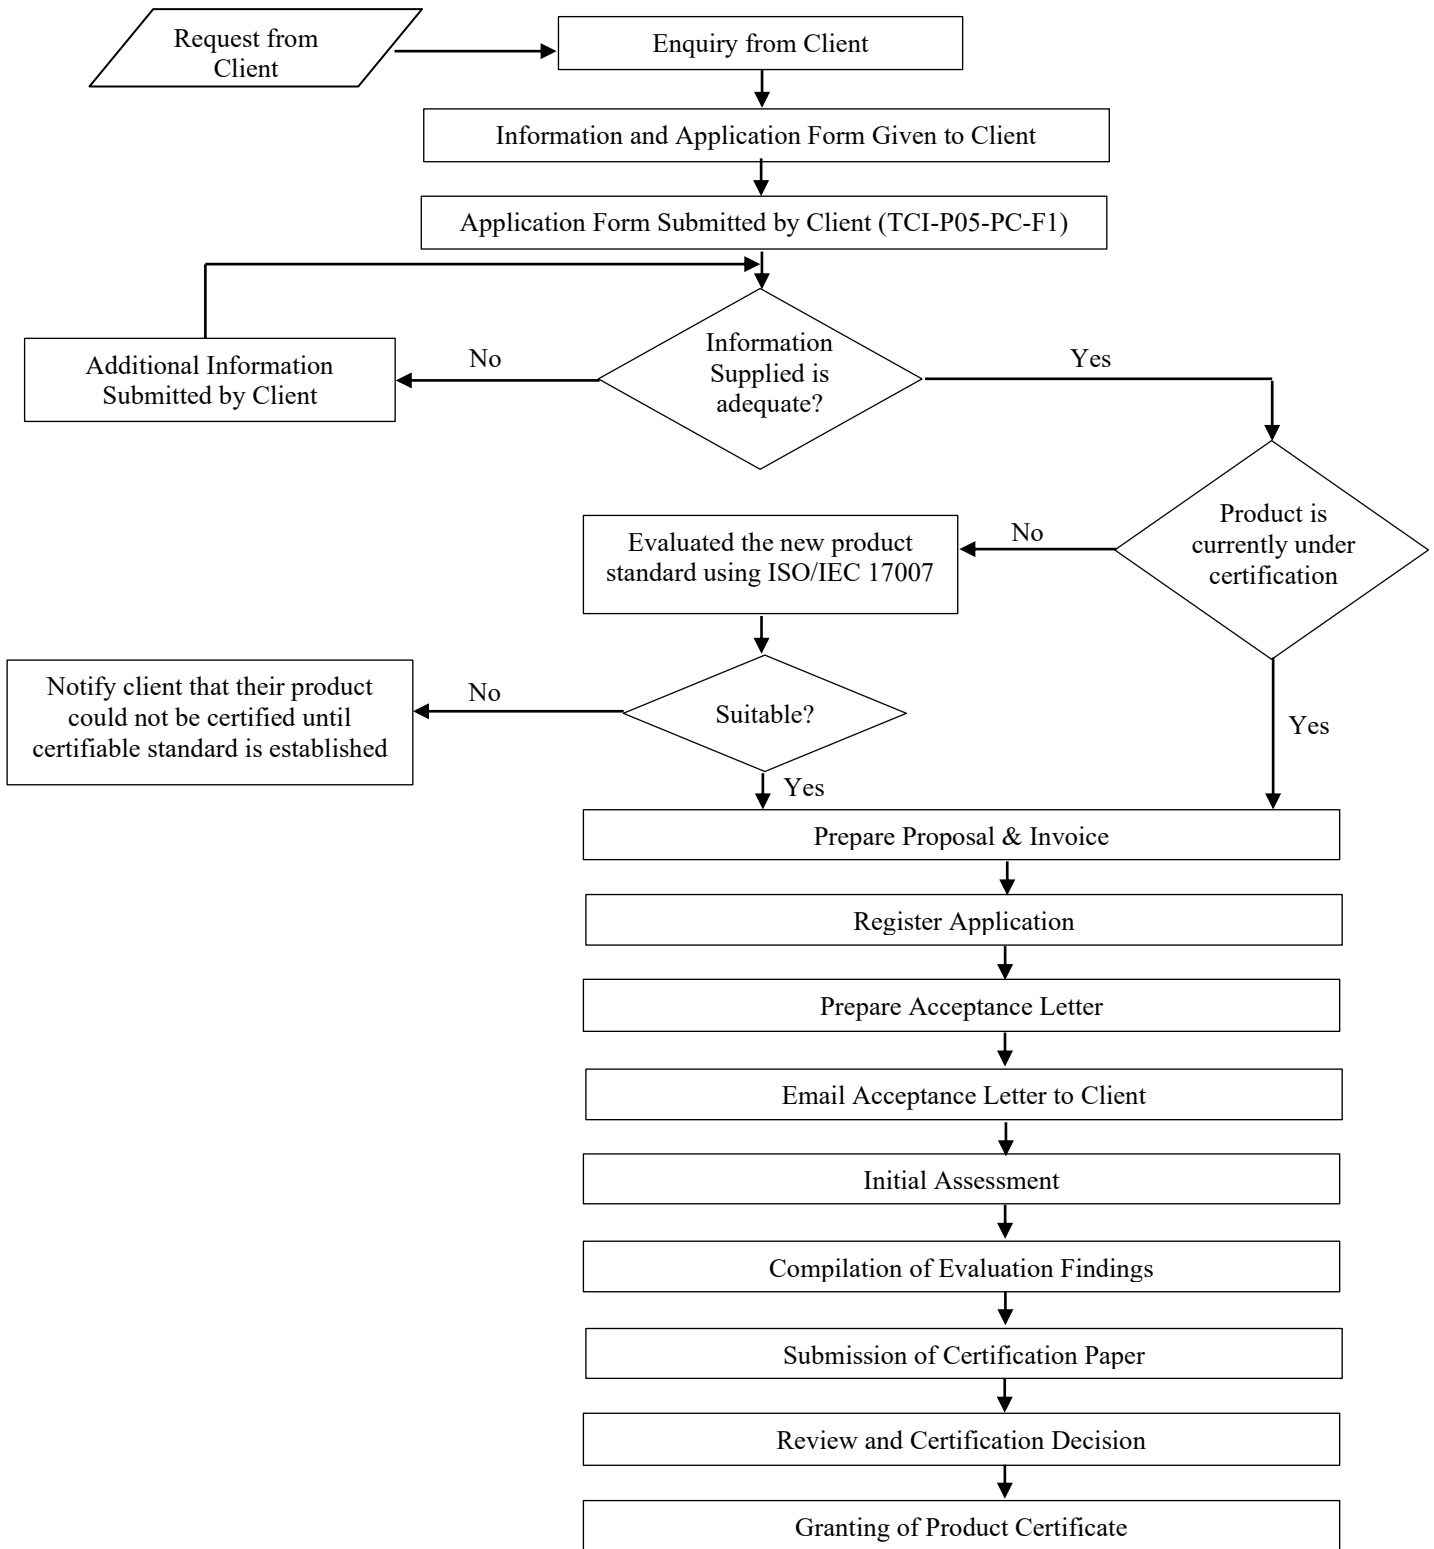 Request from
Client
Enquiry from Client
Information and Application Form Given to Client
Application Form Submitted by Client (TCI-P05-PC-F1)
Additional Information
Submitted by Client
No
Information
Supplied is
adequate?
Yes
Product is
currently under
certification
No
Evaluated the new product
standard using ISO/IEC 17007
Notify client that their product
could not be certified until
certifiable standard is established
No
Suitable?
Yes
Yes
Prepare Proposal & Invoice
Register Application
Prepare Acceptance Letter
Email Acceptance Letter to Client
Initial Assessment
Compilation of Evaluation Findings
Submission of Certification Paper
Review and Certification Decision
Granting of Product Certificate